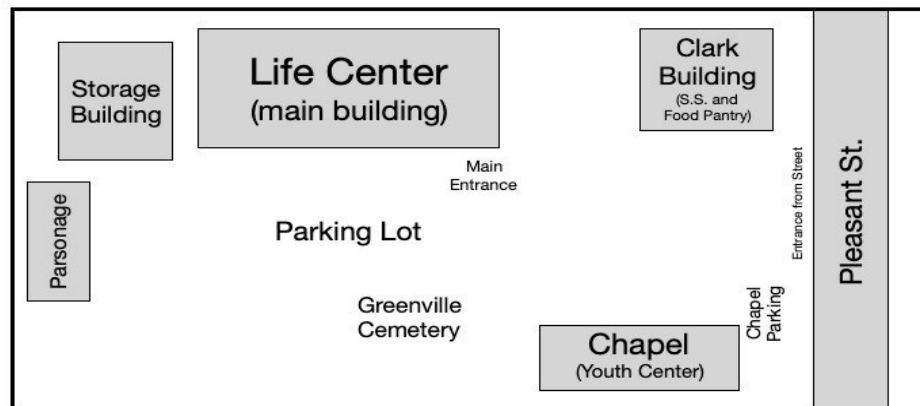 Storage
Building
Life Center
(main building)
Clark
Building
(S.S. and
Food Pantry)
Main
Entrance
Entrance from Street
Pleasant St.
Parsonage
Parking Lot
Greenville
Cemetery
Chapel
Parking
Chapel
(Youth Center)